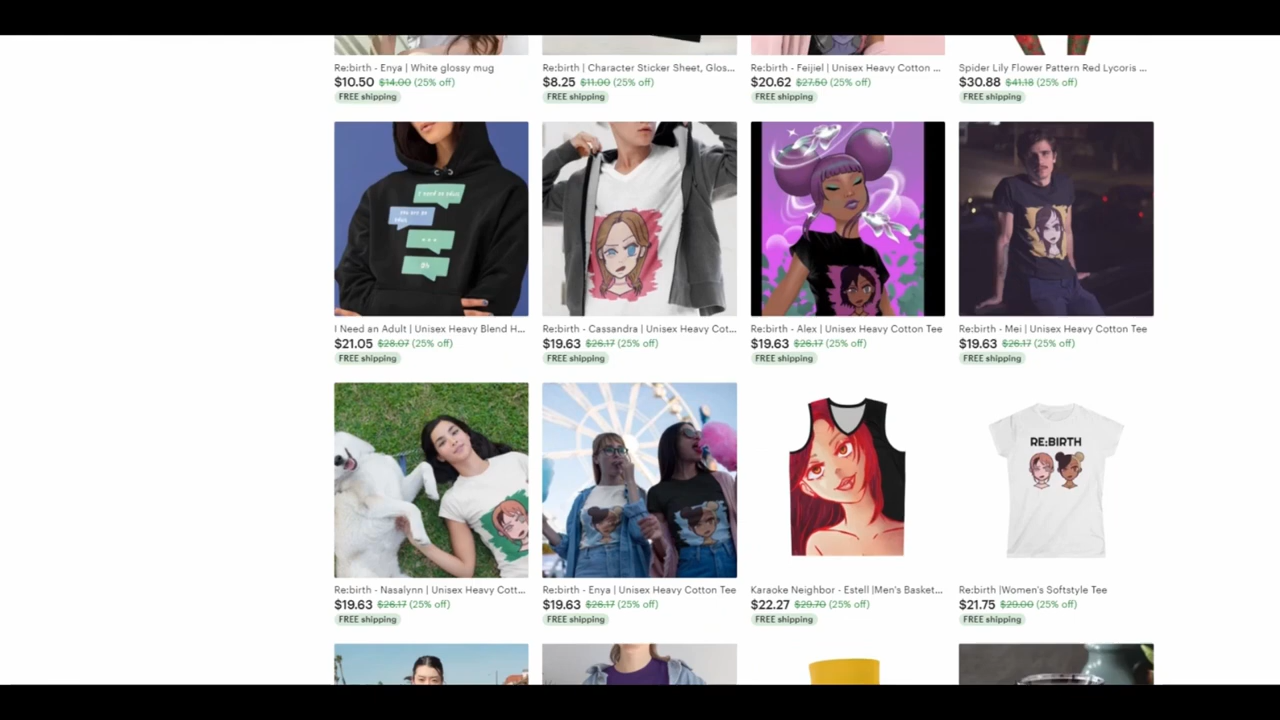 Re:birth - Enya | White glossy mug
$10.50 $14.00 (25% off)
FREE shipping
Re:birth | Character Sticker Sheet, Glos...
$8.25 $11.00 (25% off)
FREE shipping
Re:birth - Feijiel | Unisex Heavy Cotton ...
$20.62 $27.50 (25% off)
FREE shipping
Spider Lily Flower Pattern Red Lycoris ...
$30.88 $41.18 (25% off)
FREE shipping
I NEED AN ADULT
YOU ARE AN
ADULT
...
I Need an Adult | Unisex Heavy Blend H...
$21.05 $28.07 (25% off)
FREE shipping
Re:birth - Cassandra | Unisex Heavy Cot...
$19.63 $26.17 (25% off)
FREE shipping
Re:birth - Alex | Unisex Heavy Cotton Tee
$19.63 $26.17 (25% off)
FREE shipping
Re:birth - Mei | Unisex Heavy Cotton Tee
$19.63 $26.17 (25% off)
FREE shipping
Re:birth - Nasalynn | Unisex Heavy Cott...
$19.63 $26.17 (25% off)
FREE shipping
Re:birth - Enya | Unisex Heavy Cotton Tee
$19.63 $26.17 (25% off)
FREE shipping
Karaoke Neighbor - Estell |Men's Basket...
$22.27 $29.70 (25% off)
FREE shipping
RE:BIRTH
Re:birth |Women's Softstyle Tee
$21.75 $29.00 (25% off)
FREE shipping